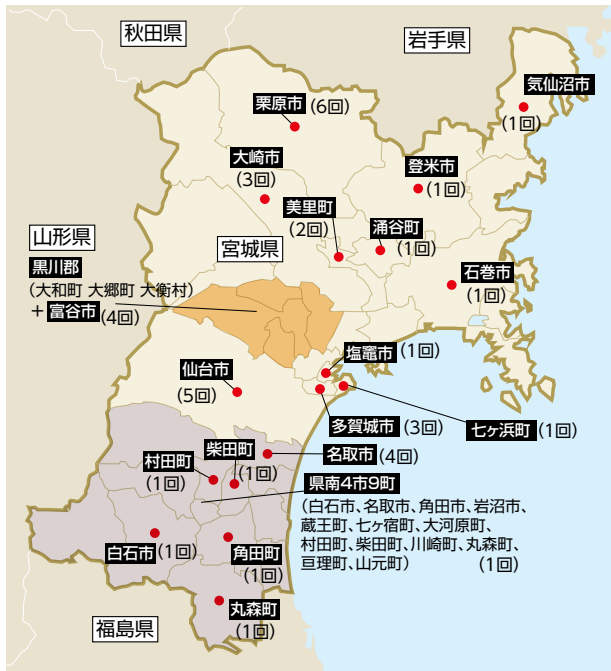 秋田県
岩手県
気仙沼市
(1回)
栗原市
(6回)
大崎市
(3回)
登米市
(1回)
美里町
(2回)
涌谷町
(1回)
山形県
宮城県
黒川郡
(大和町 大郷町 大衡村)
＋富谷市(4回)
石巻市
(1回)
塩竈市(1回)
仙台市
(5回)
多賀城市(3回)
七ヶ浜町(1回)
柴田町
(1回)
名取市(4回)
村田町
(1回)
県南4市9町
(白石市、名取市、角田市、岩沼市、
蔵王町、七ヶ宿町、大河原町、
村田町、柴田町、川崎町、丸森町、
亘理町、山元町) (1回)
白石市(1回)
角田町
(1回)
丸森町
(1回)
福島県